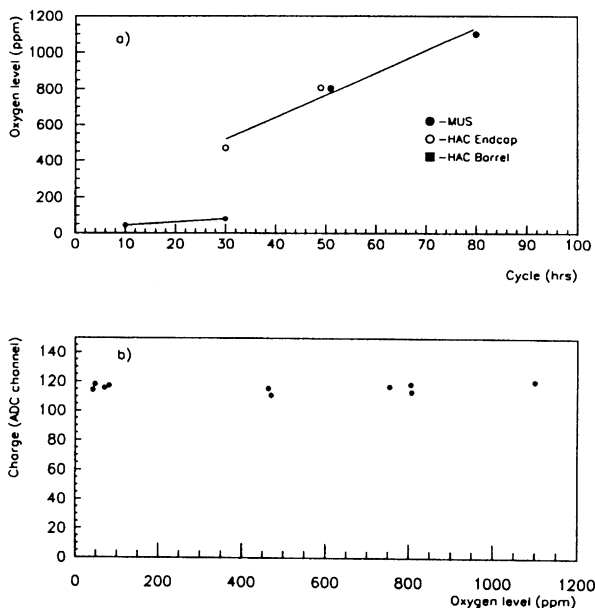 a)
Oxygen level (ppm)
1200
1000
800
600
400
200
0
●-MUS
○-HAC Endcap
■-HAC Barrel
0 10 20 30 40 50 60 70 80 90 100
Cycle (hrs)
b)
Charge (ADC channel)
140
120
100
80
60
40
20
0
0 200 400 600 800 1000 1200
Oxygen level (ppm)